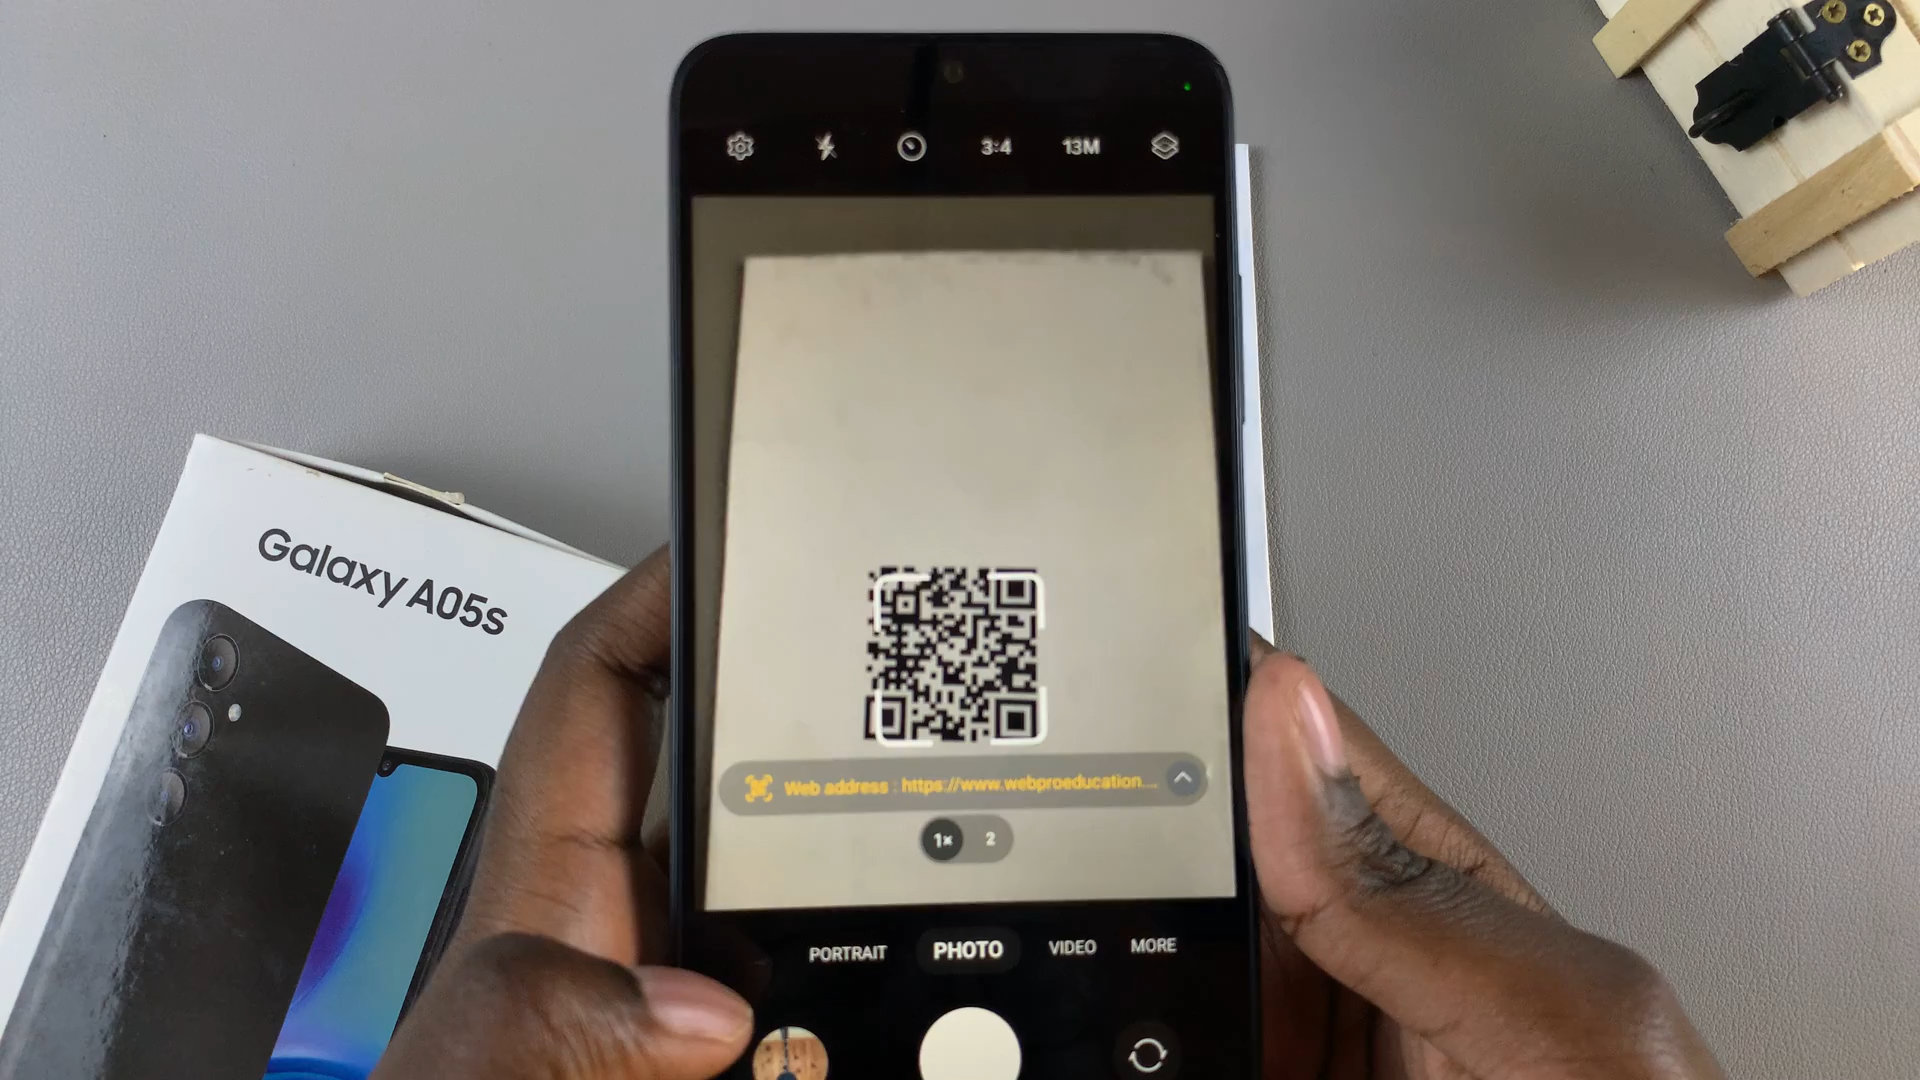 3:4 13M
Galaxy A05s
Web address : https://www.webproeducation....
1x 2
PORTRAIT PHOTO VIDEO MORE